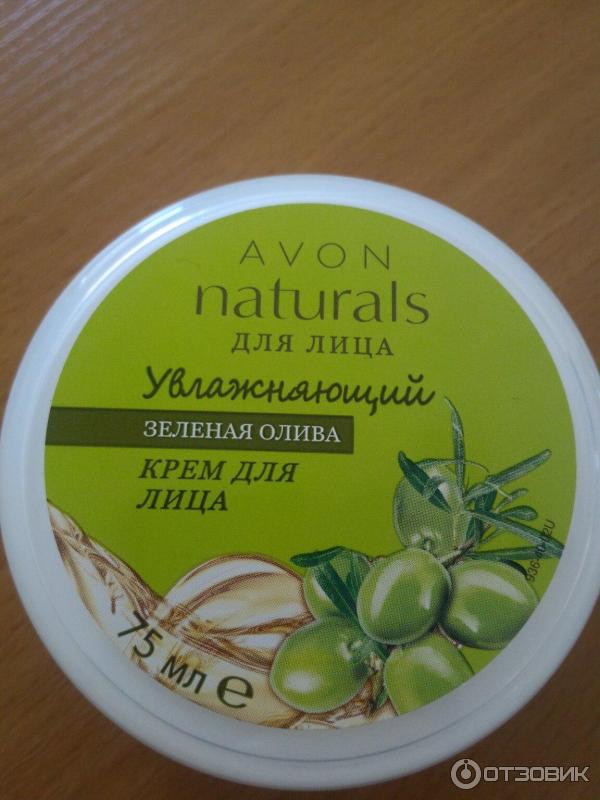 AVON
naturals
ДЛЯ ЛИЦА
Увлажняющий
ЗЕЛЕНАЯ ОЛИВА
КРЕМ ДЛЯ
ЛИЦА
75 мл e
ОТЗОВИК